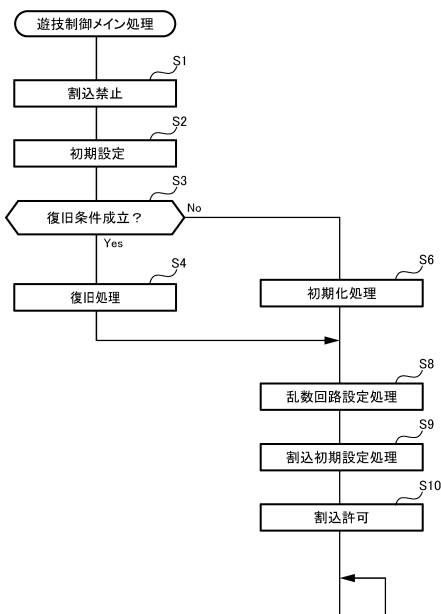 遊技制御メイン処理
S1
割込禁止
S2
初期設定
S3
復旧条件成立？
No
Yes
S4
復旧処理
S6
初期化処理
S8
乱数回路設定処理
S9
割込初期設定処理
S10
割込許可